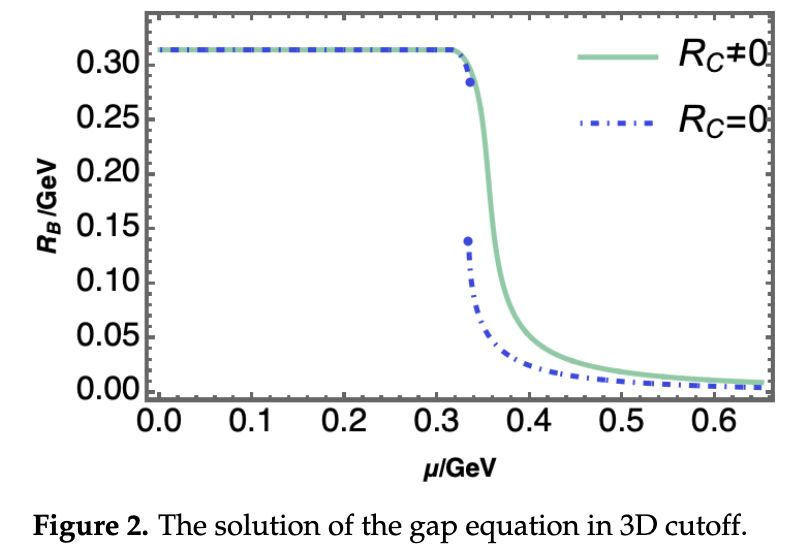 0.30
0.25
0.20
0.15
0.10
0.05
0.00
R_B/GeV
R_C≠0
R_C=0
0.0 0.1 0.2 0.3 0.4 0.5 0.6
μ/GeV
Figure 2. The solution of the gap equation in 3D cutoff.